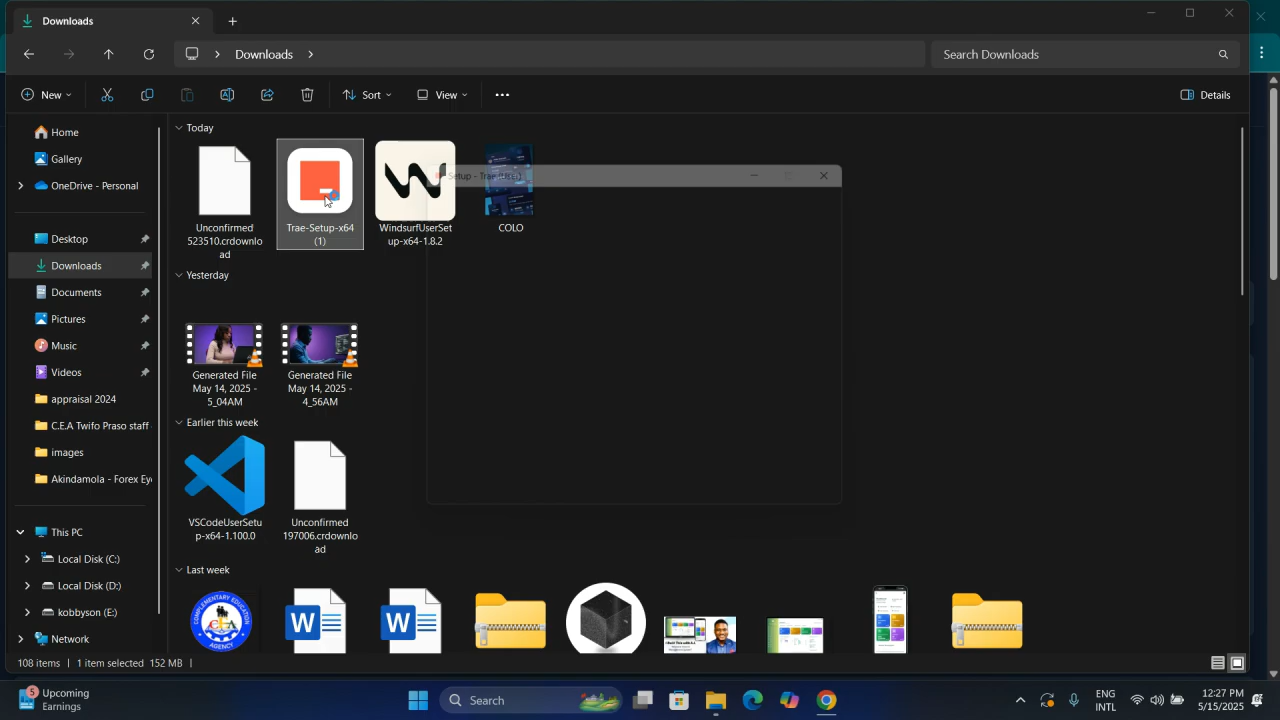 Downloads
Downloads
Search Downloads
New
Sort
View
Details
Home
Gallery
OneDrive - Personal
Desktop
Downloads
Documents
Pictures
Music
Videos
appraisal 2024
C.E.A Twifo Praso staff
images
Akindamola - Forex Eye
This PC
Local Disk (C:)
Local Disk (D:)
kobbyson (E:)
Network
Today
Unconfirmed
523510.crdownlo
ad
Trae-Setup-x64
(1)
WindsurfUserSet
up-x64-1.8.2
COLO
Setup - Trae (User)
Yesterday
Generated File
May 14, 2025 -
5_04AM
Generated File
May 14, 2025 -
4_56AM
Earlier this week
VSCodeUserSetu
p-x64-1.100.0
Unconfirmed
197006.crdownlo
ad
Last week
108 items
1 item selected 152 MB
5
Upcoming
Earnings
Search
ENG
INTL
12:27 PM
5/15/2025